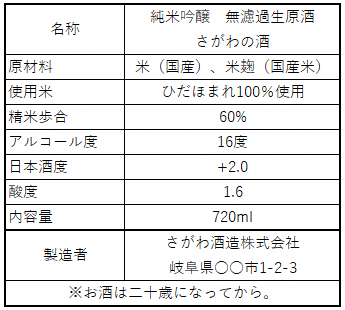 名称 純米吟醸　無濾過生原酒
さがわの酒
原材料 米（国産）、米麹（国産米）
使用米 ひだほまれ100％使用
精米歩合 60%
アルコール度 16度
日本酒度 +2.0
酸度 1.6
内容量 720ml
製造者 さがわ酒造株式会社
岐阜県〇〇市1-2-3
※お酒は二十歳になってから。